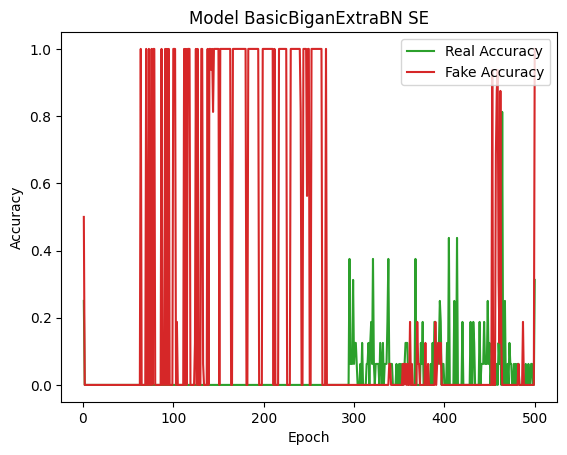 Model BasicBiganExtraBN SE
Real Accuracy
Fake Accuracy
Accuracy
1.0
0.8
0.6
0.4
0.2
0.0
0 100 200 300 400 500
Epoch